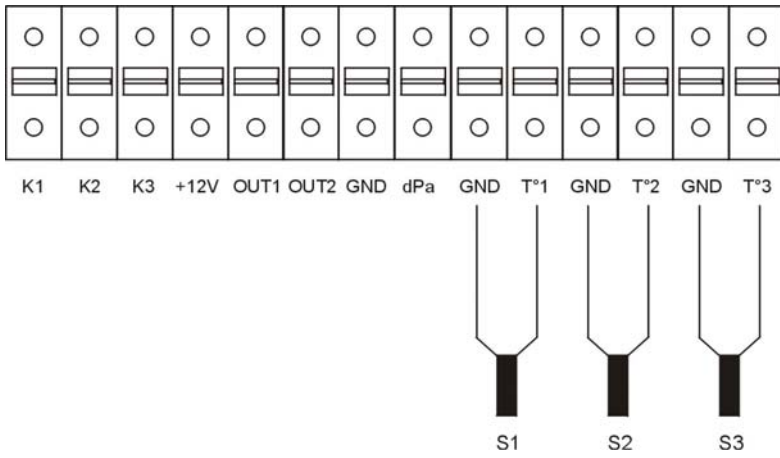 K1 K2 K3 +12V OUT1 OUT2 GND dPa GND T°1 GND T°2 GND T°3
S1 S2 S3